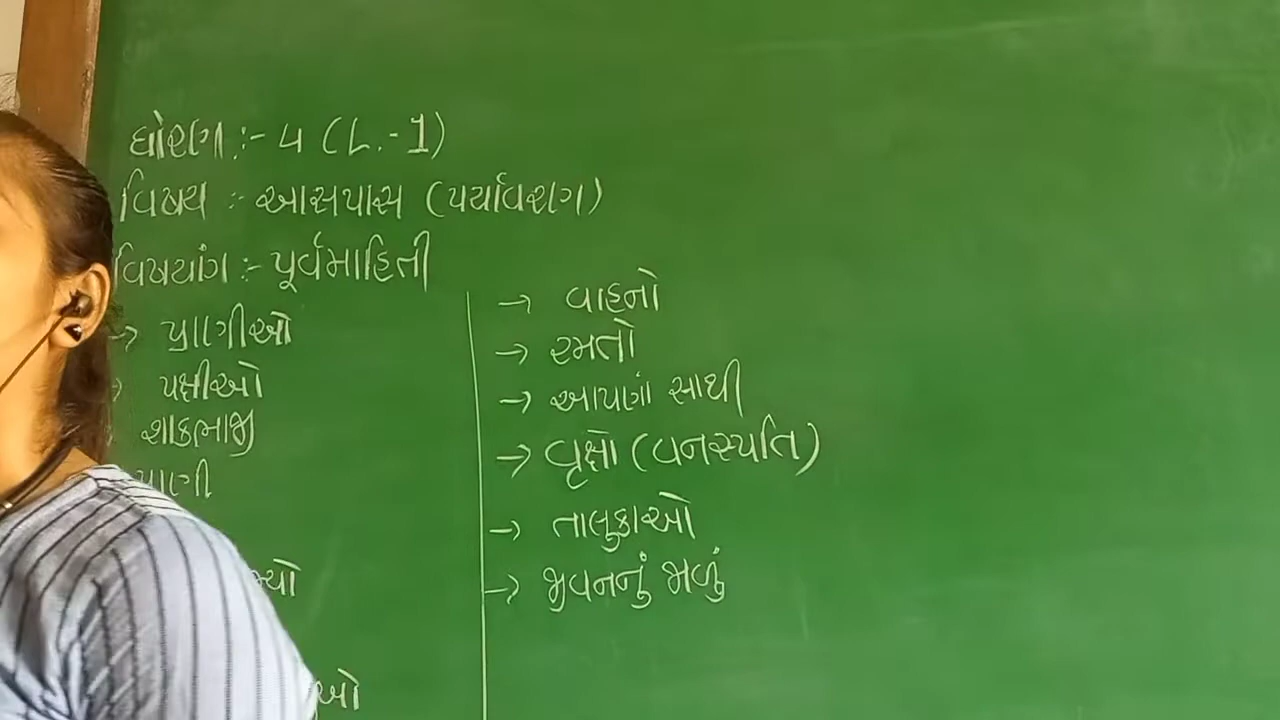 ધોરણ :- ૫ (L.-1)
વિષય :- આસપાસ (પર્યાવરણ)
વિષયાંગ :- પૂર્વમાહિતી
→ પ્રાણીઓ
પક્ષીઓ
શાકભાજી
પાણી
→ વાહનો
→ રમતો
→ આપણાં સાથી
→ વૃક્ષો (વનસ્પતિ)
→ તાલુકાઓ
→ જીવનનું ભળું